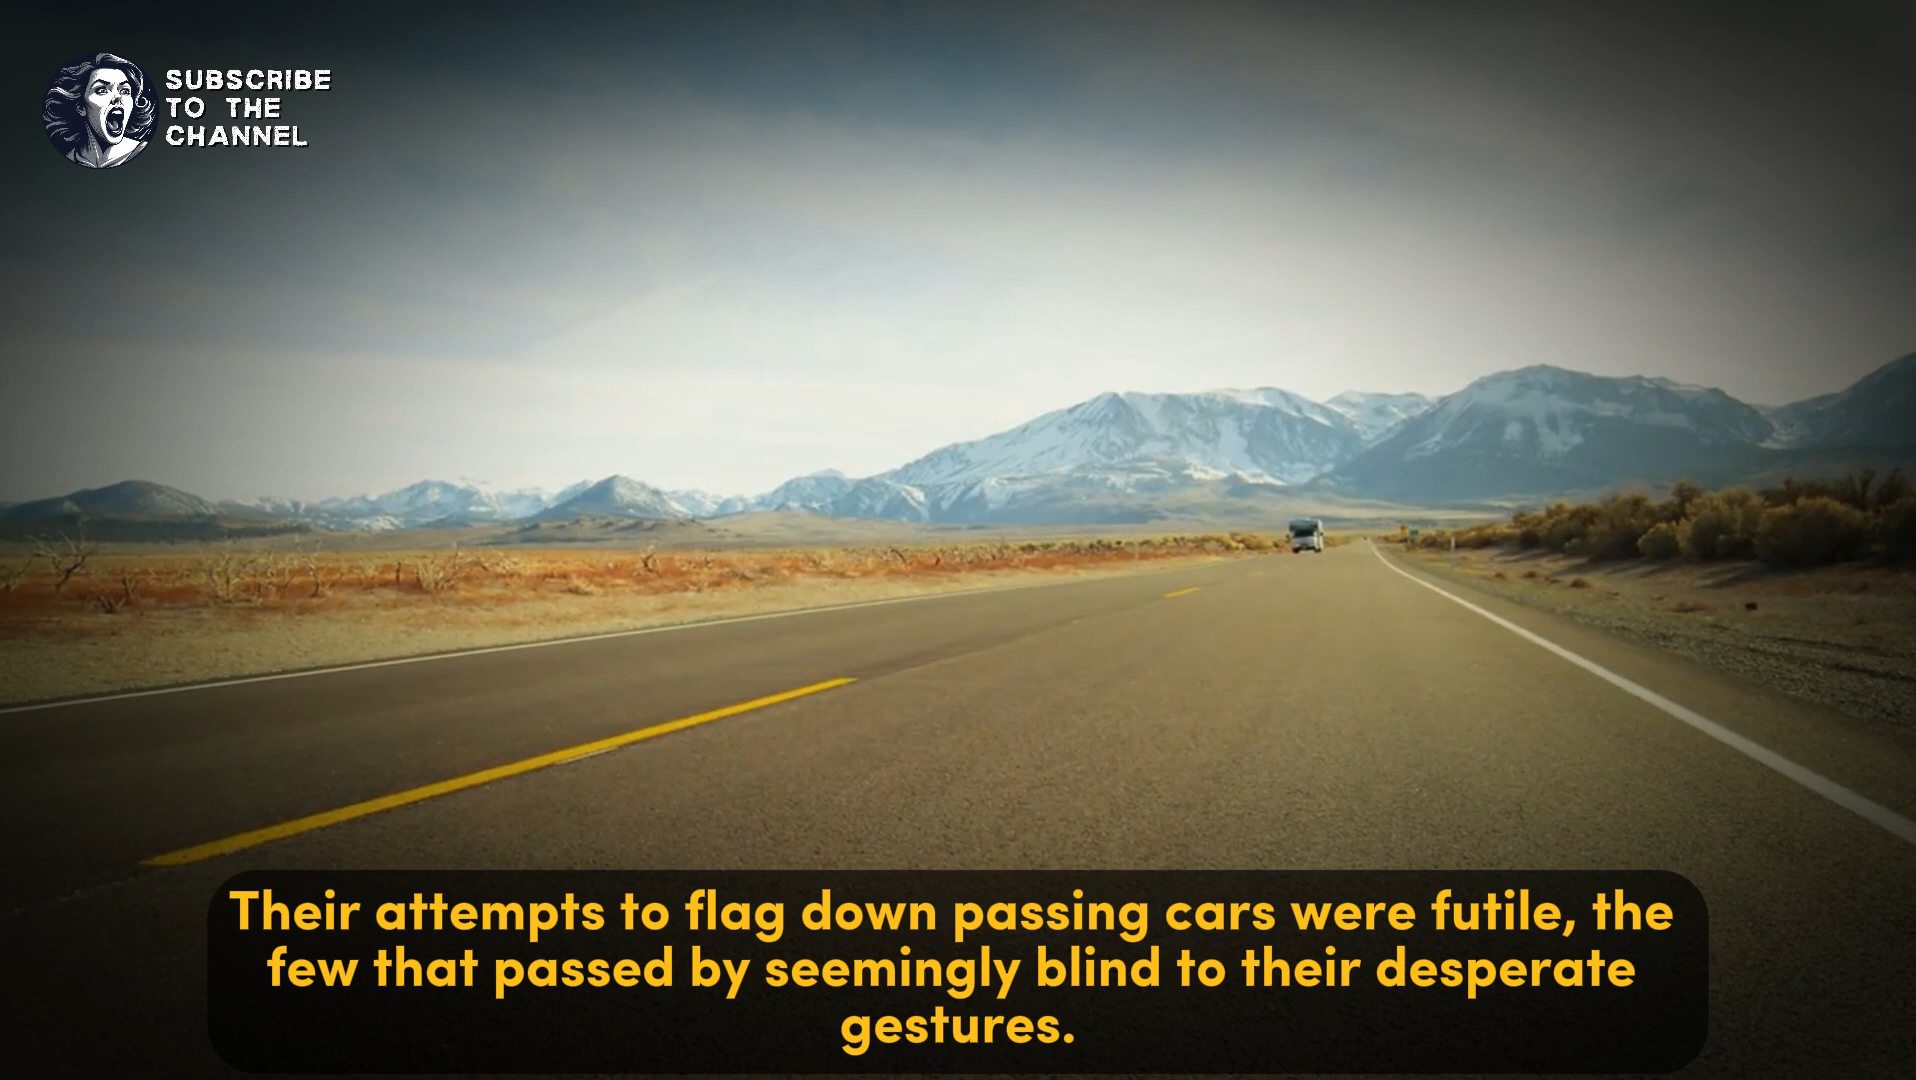 SUBSCRIBE
TO THE
CHANNEL
Their attempts to flag down passing cars were futile, the
few that passed by seemingly blind to their desperate
gestures.